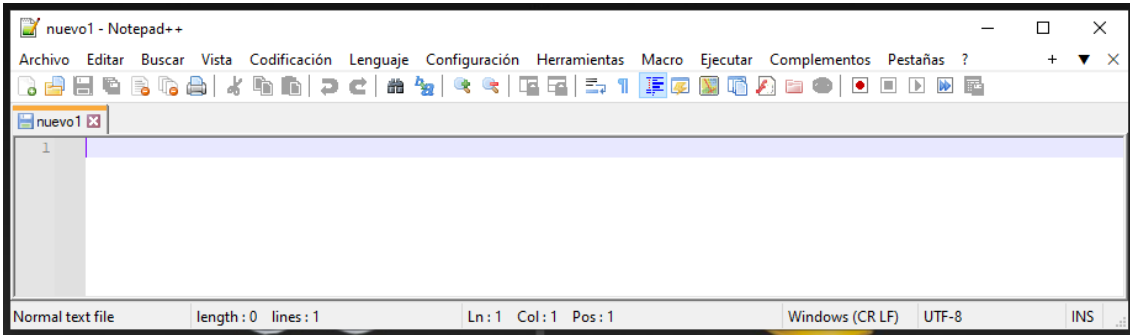 nuevo1 - Notepad++
Archivo Editar Buscar Vista Codificación Lenguaje Configuración Herramientas Macro Ejecutar Complementos Pestañas ?
nuevo1
1
Normal text file length : 0 lines : 1 Ln : 1 Col : 1 Pos : 1 Windows (CR LF) UTF-8 INS